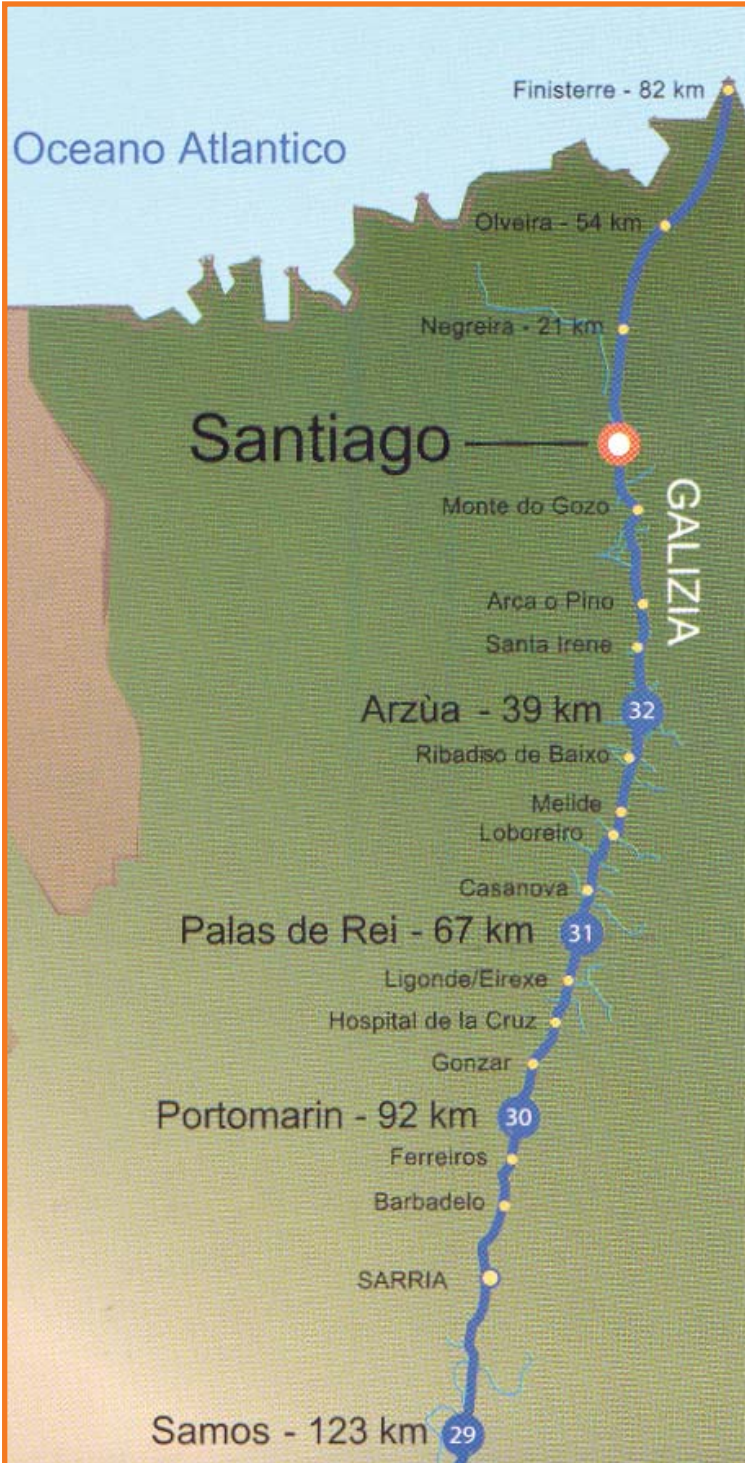 Finisterre - 82 km
Oceano Atlantico
Olveira - 54 km
Negreira - 21 km
Santiago
GALIZIA
Monte do Gozo
Arca o Pino
Santa Irene
Arzùa - 39 km
32
Ribadiso de Baixo
Melide
Loboreiro
Casanova
Palas de Rei - 67 km
31
Ligonde/Eirexe
Hospital de la Cruz
Gonzar
Portomarin - 92 km
30
Ferreiros
Barbadelo
SARRIA
Samos - 123 km
29